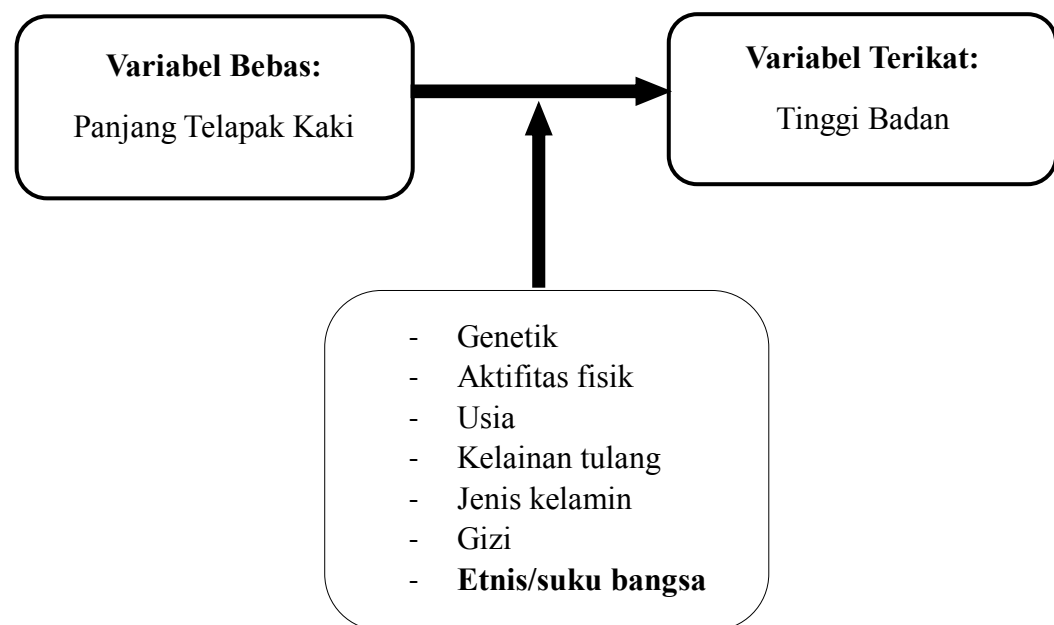 Variabel Bebas:
Panjang Telapak Kaki
Variabel Terikat:
Tinggi Badan
- Genetik
- Aktifitas fisik
- Usia
- Kelainan tulang
- Jenis kelamin
- Gizi
- Etnis/suku bangsa